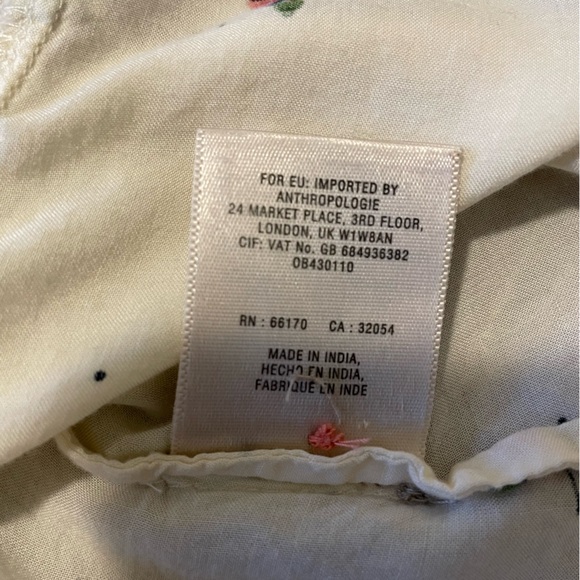 FOR EU: IMPORTED BY
ANTHROPOLOGIE
24 MARKET PLACE, 3RD FLOOR,
LONDON, UK W1W8AN
CIF: VAT No. GB 684936382
OB430110
RN : 66170 CA : 32054
MADE IN INDIA,
HECHO EN INDIA,
FABRIQUE EN INDE